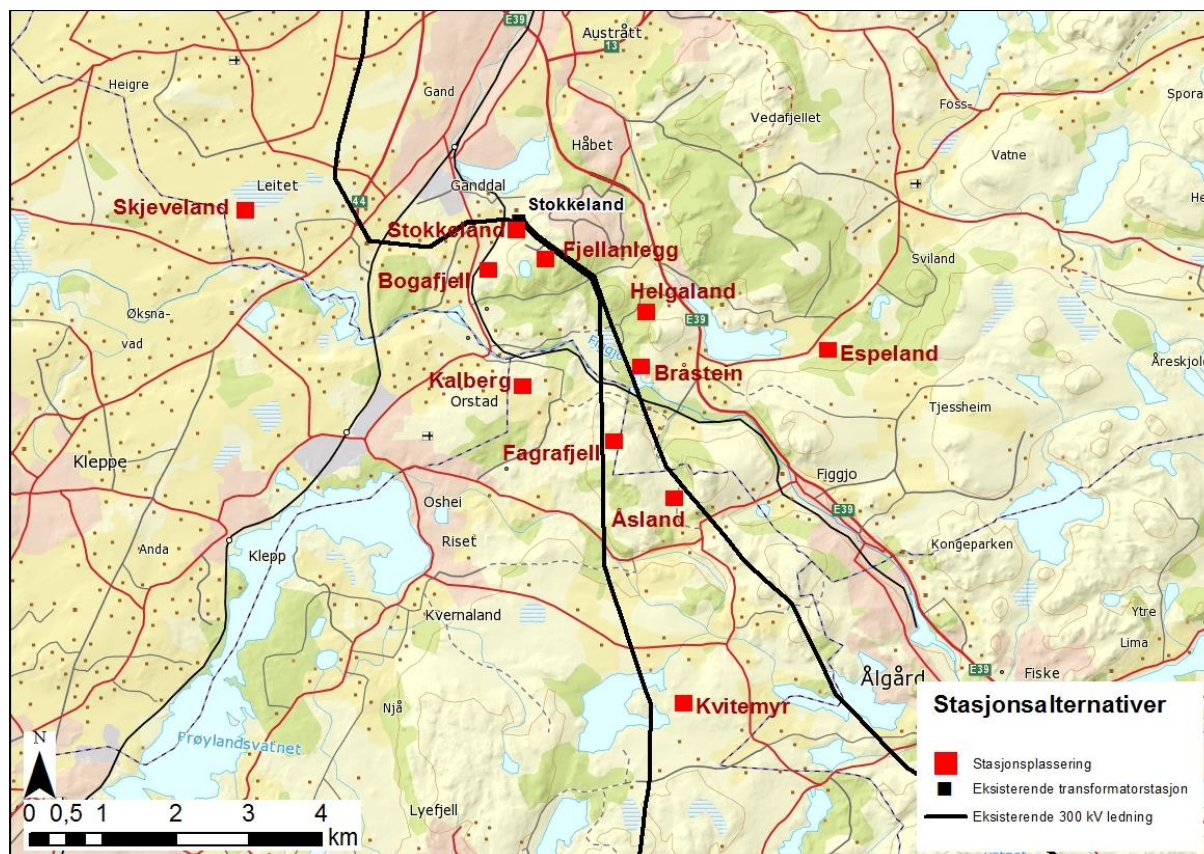 E39
Austrått
13
Heigre
Gand
Vedafjellet
Foss-
Spora
Håbet
Vatne
Leitet
Ganddal
Skjeveland
44
Stokkeland
Stokkeland
Fjellanlegg
Bogafjell
Sviland
Helgaland
Øksna-
vad
E39
Espeland
Bråstein
Åreskjold
Kalberg
Orstad
Tjessheim
Fagrafjell
Kleppe
Figgjo
Oshei
Åsland
E39
Anda
Klepp
Riset
Kongeparken
Kvernaland
Ytre
Lima
Ålgård
E39
Fiske
Njå
Kvitemyr
Frøylandsvatnet
Lyefjell
N
0 0,5 1 2 3 4
km
Stasjonsalternativer
Stasjonsplassering
Eksisterende transformatorstasjon
Eksisterende 300 kV ledning